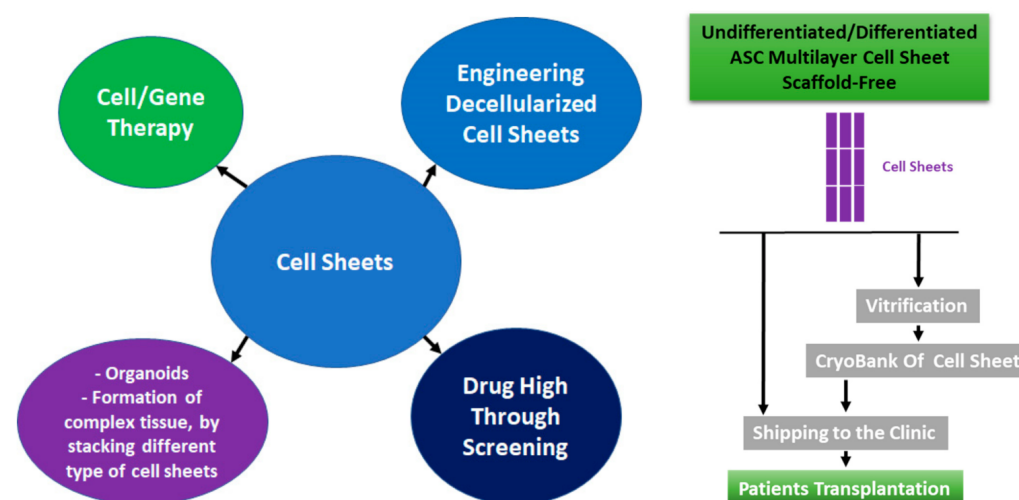 Cell/Gene
Therapy
Engineering
Decellularized
Cell Sheets
Cell Sheets
- Organoids
- Formation of
complex tissue, by
stacking different
type of cell sheets
Drug High
Through
Screening
Undifferentiated/Differentiated
ASC Multilayer Cell Sheet
Scaffold-Free
Cell Sheets
Vitrification
CryoBank Of Cell Sheet
Shipping to the Clinic
Patients Transplantation